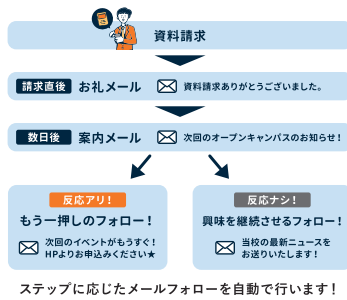 資料請求
請求直後 お礼メール 資料請求ありがとうございました。
数日後 案内メール 次回のオープンキャンパスのお知らせ！
反応アリ！
もう一押しのフォロー！
次回のイベントがもうすぐ！
HPよりお申込みください★
反応ナシ！
興味を継続させるフォロー！
当校の最新ニュースを
お送りいたします！
ステップに応じたメールフォローを自動で行います！